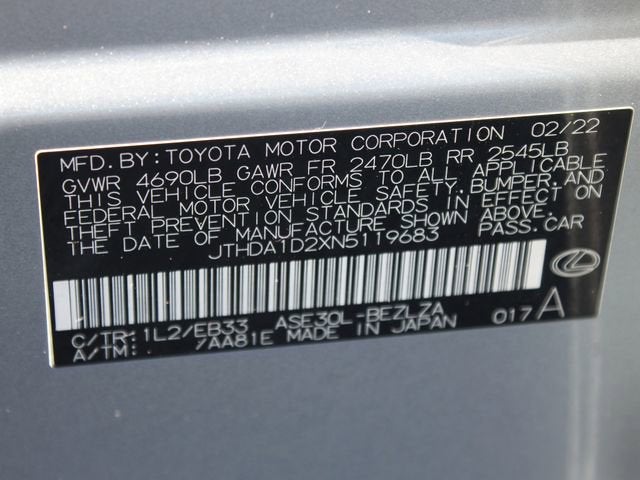 MFD. BY: TOYOTA MOTOR CORPORATION 02/22
GVWR 4690LB GAWR FR 2470LB RR 2545LB
THIS VEHICLE CONFORMS TO ALL APPLICABLE
FEDERAL MOTOR VEHICLE SAFETY, BUMPER, AND
THEFT PREVENTION STANDARDS IN EFFECT ON
THE DATE OF MANUFACTURE SHOWN ABOVE.
JTHDA1D2XN5119683 PASS. CAR
C/TR: 1L2/EB33 ASE30L-BEZLZA 017 A
A/TM: /AA81E MADE IN JAPAN